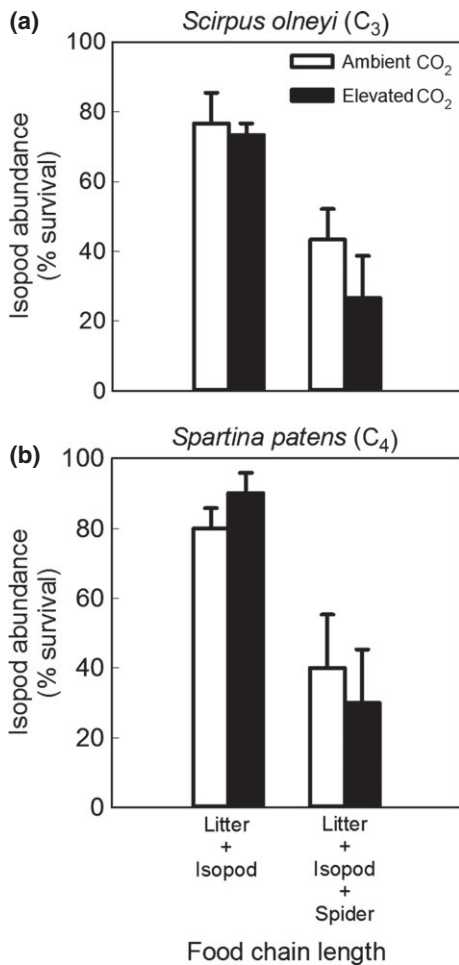 (a) Scirpus olneyi (C₃)
100
80
60
40
20
0
Isopod abundance
(% survival)
Ambient CO₂
Elevated CO₂
(b) Spartina patens (C₄)
100
80
60
40
20
0
Isopod abundance
(% survival)
Litter
+
Isopod
Litter
+
Isopod
+
Spider
Food chain length